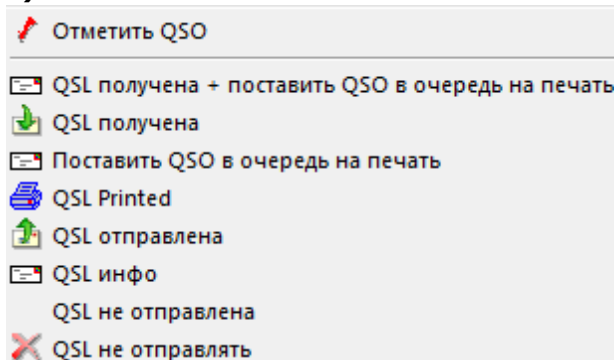 Отметить QSO
QSL получена + поставить QSO в очередь на печать
QSL получена
Поставить QSO в очередь на печать
QSL Printed
QSL отправлена
QSL инфо
QSL не отправлена
QSL не отправлять